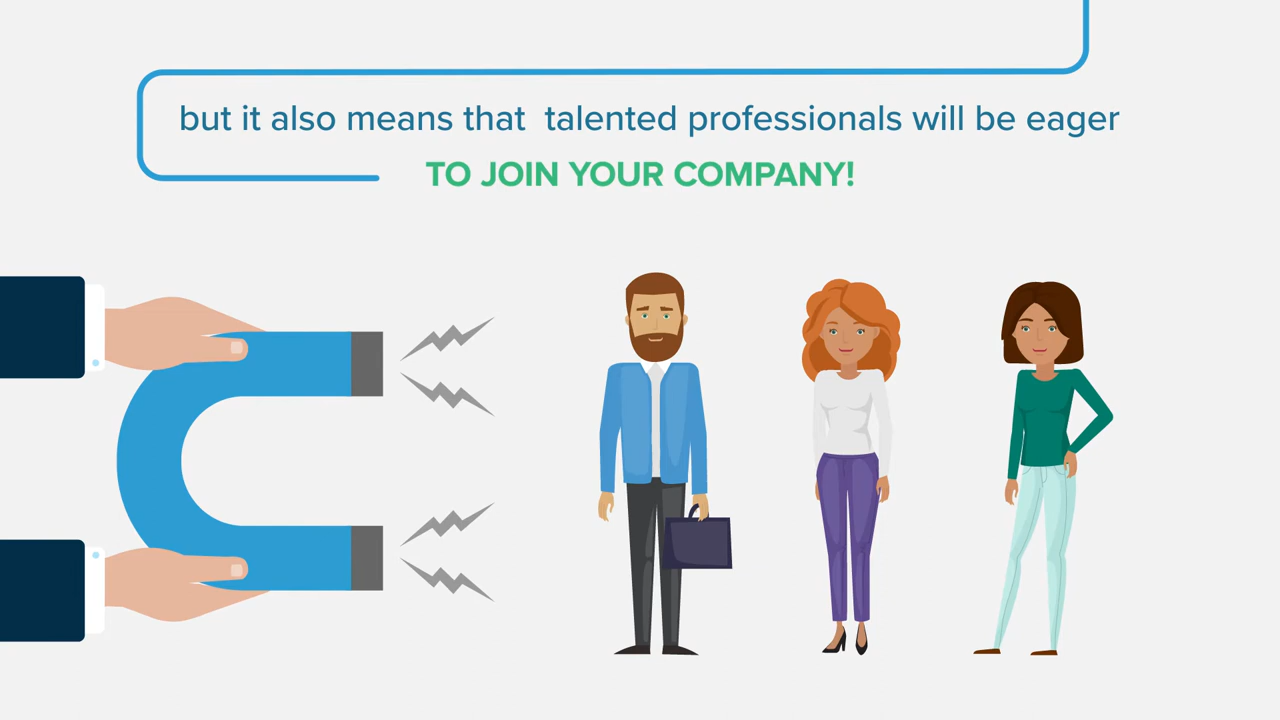 but it also means that  talented professionals will be eager
TO JOIN YOUR COMPANY!